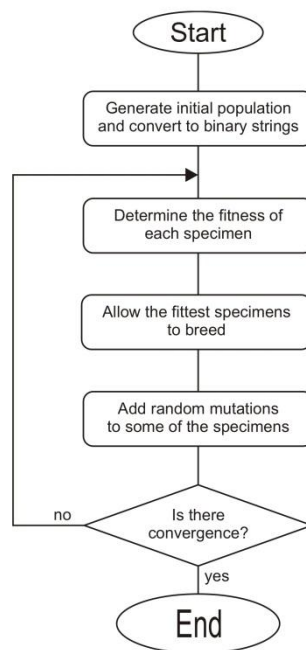 Start
Generate initial population
and convert to binary strings
Determine the fitness of
each specimen
Allow the fittest specimens
to breed
Add random mutations
to some of the specimens
Is there
convergence?
no
yes
End